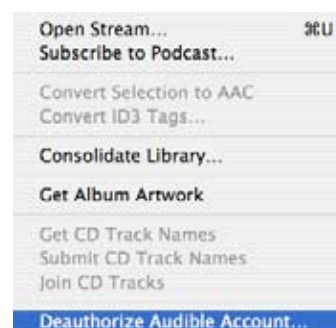 Open Stream... ⌘U
Subscribe to Podcast...
Convert Selection to AAC
Convert ID3 Tags...
Consolidate Library...
Get Album Artwork
Get CD Track Names
Submit CD Track Names
Join CD Tracks
Deauthorize Audible Account...